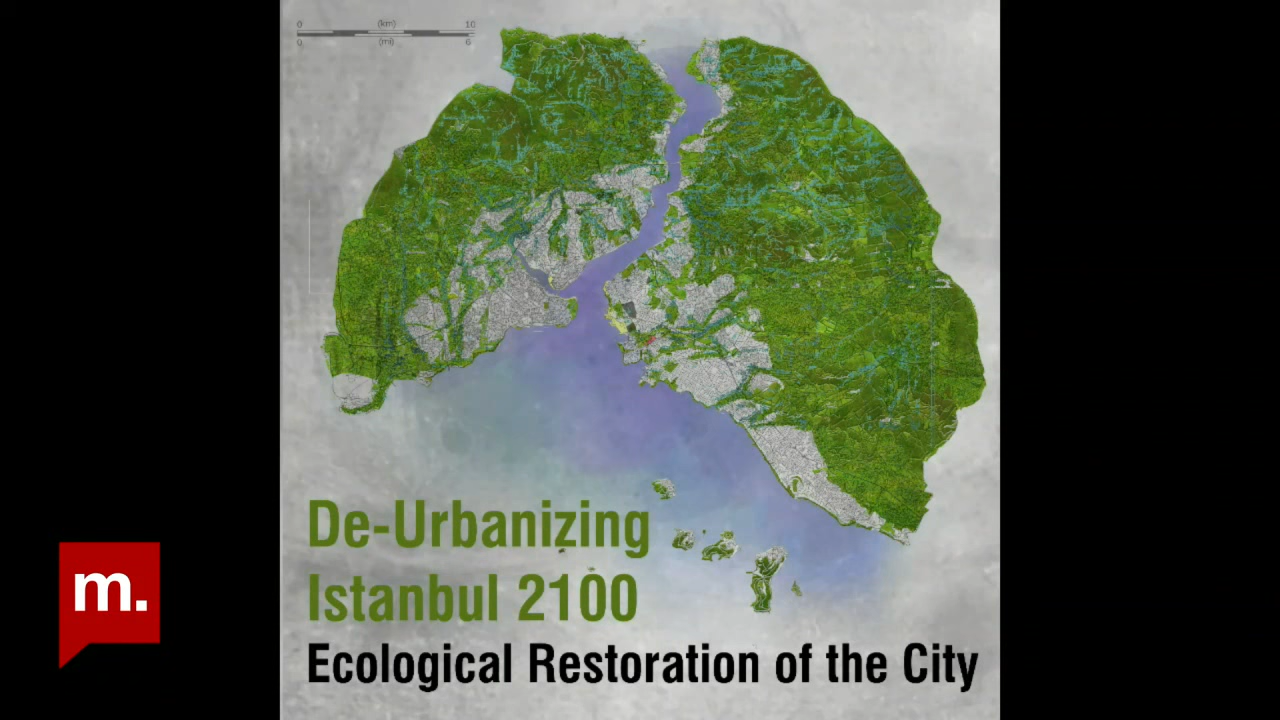 0 (km) 10
0 (mi) 6
De-Urbanizing
Istanbul 2100
Ecological Restoration of the City
m.